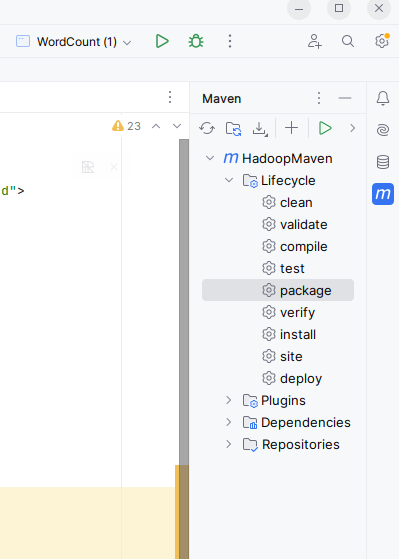 WordCount (1)
Maven
23
m HadoopMaven
d">
Lifecycle
clean
validate
compile
test
package
verify
install
site
deploy
Plugins
Dependencies
Repositories
m